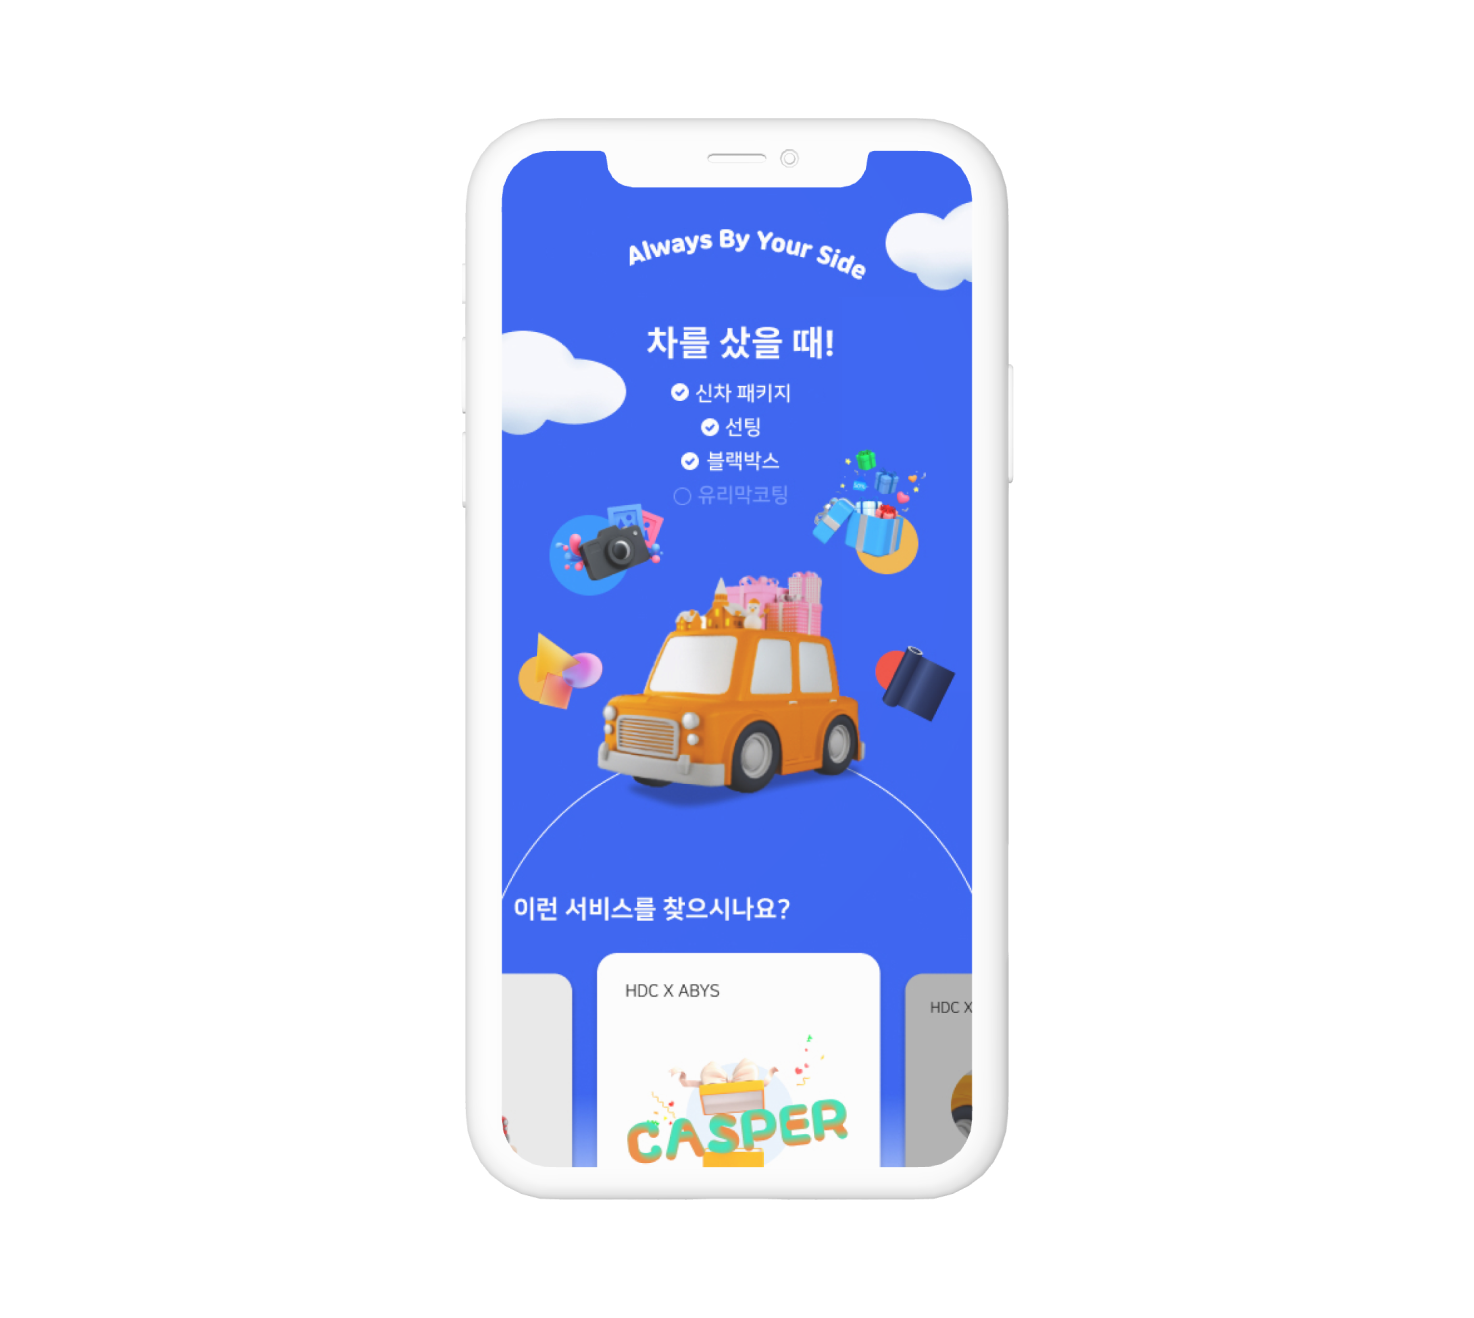 Always By Your Side
차를 샀을 때!
신차 패키지
선팅
블랙박스
유리막코팅
이런 서비스를 찾으시나요?
HDC X ABYS
HDC X
CASPER